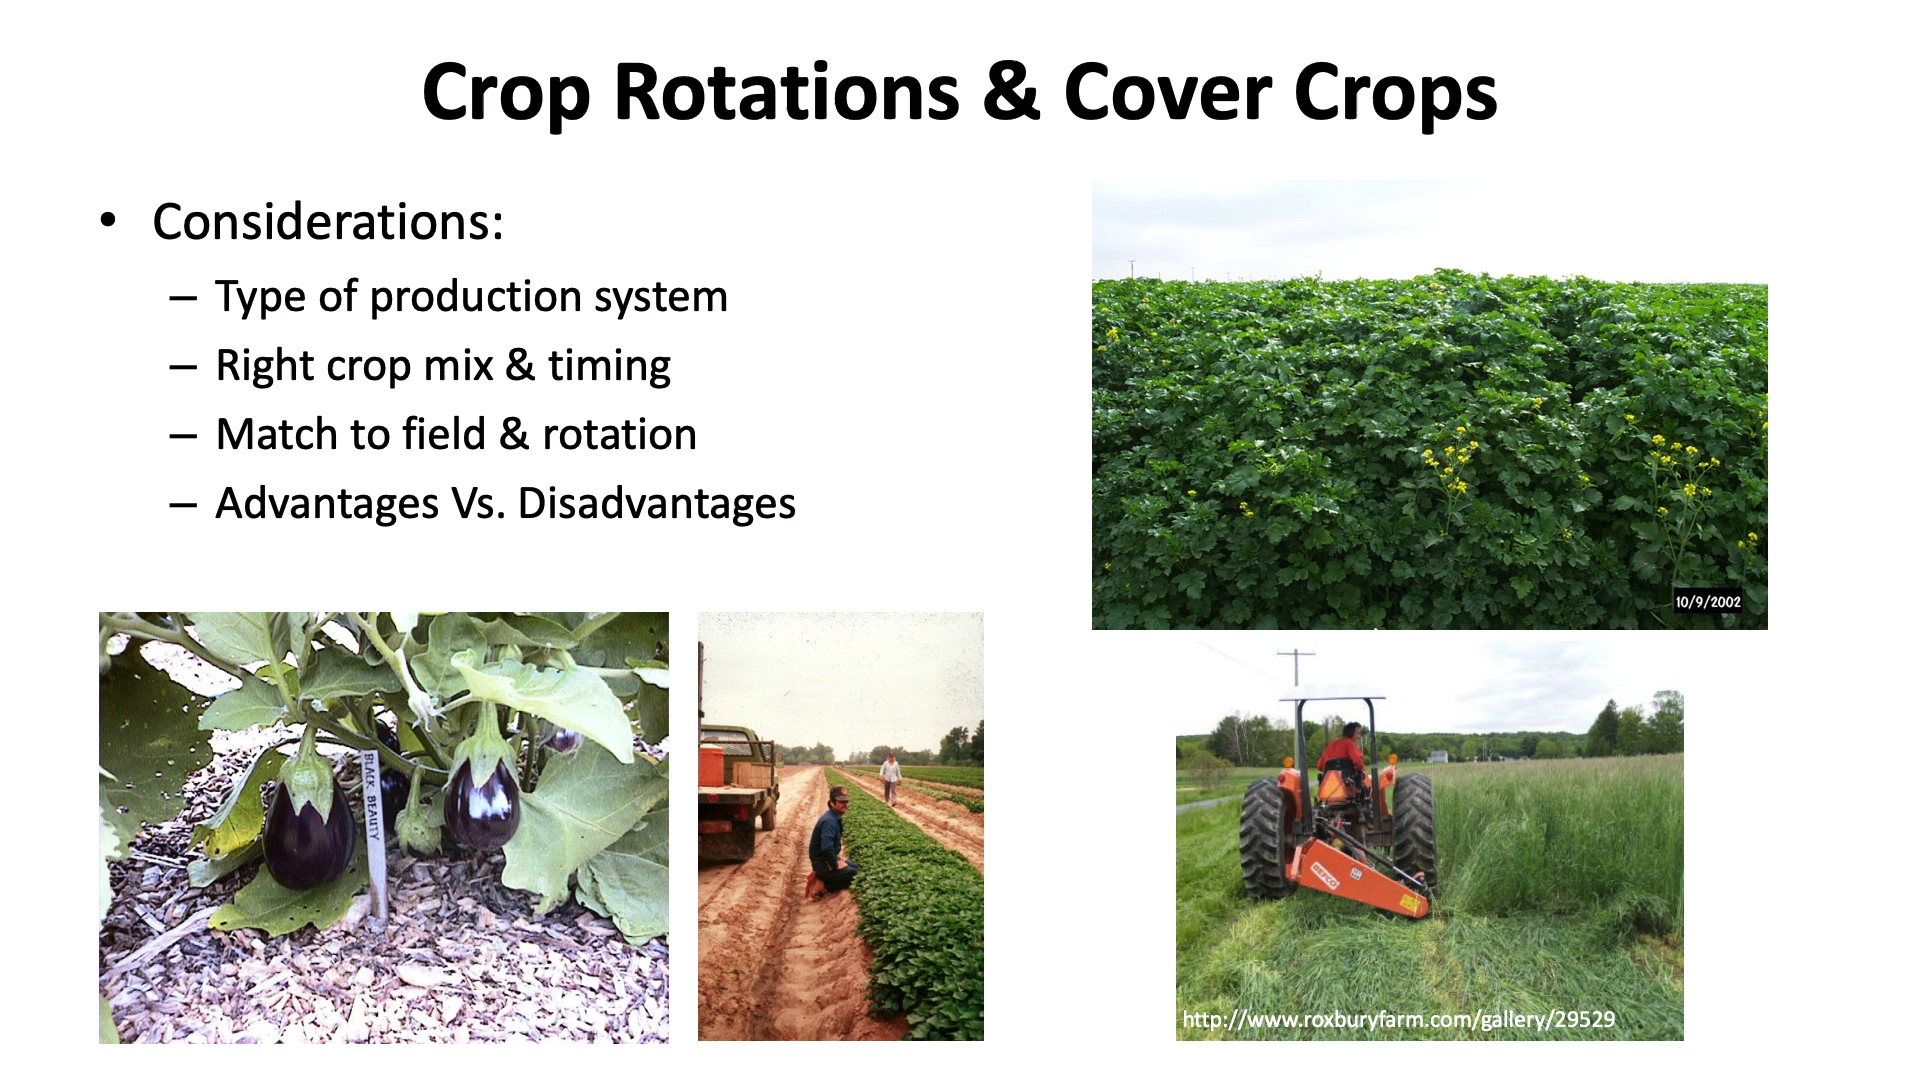 Crop Rotations & Cover Crops
• Considerations:
– Type of production system
– Right crop mix & timing
– Match to field & rotation
– Advantages Vs. Disadvantages
10/9/2002
BLACK BEAUTY
BEFCO
http://www.roxburyfarm.com/gallery/29529